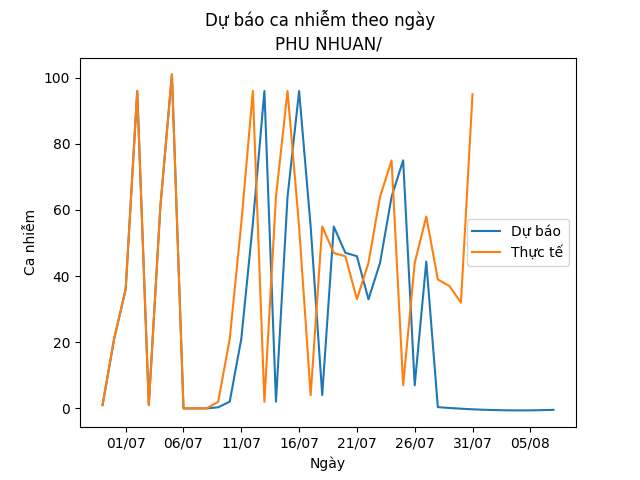 Dự báo ca nhiễm theo ngày
PHU NHUAN/
Ca nhiễm
100
80
60
40
20
0
Dự báo
Thực tế
01/07 06/07 11/07 16/07 21/07 26/07 31/07 05/08
Ngày